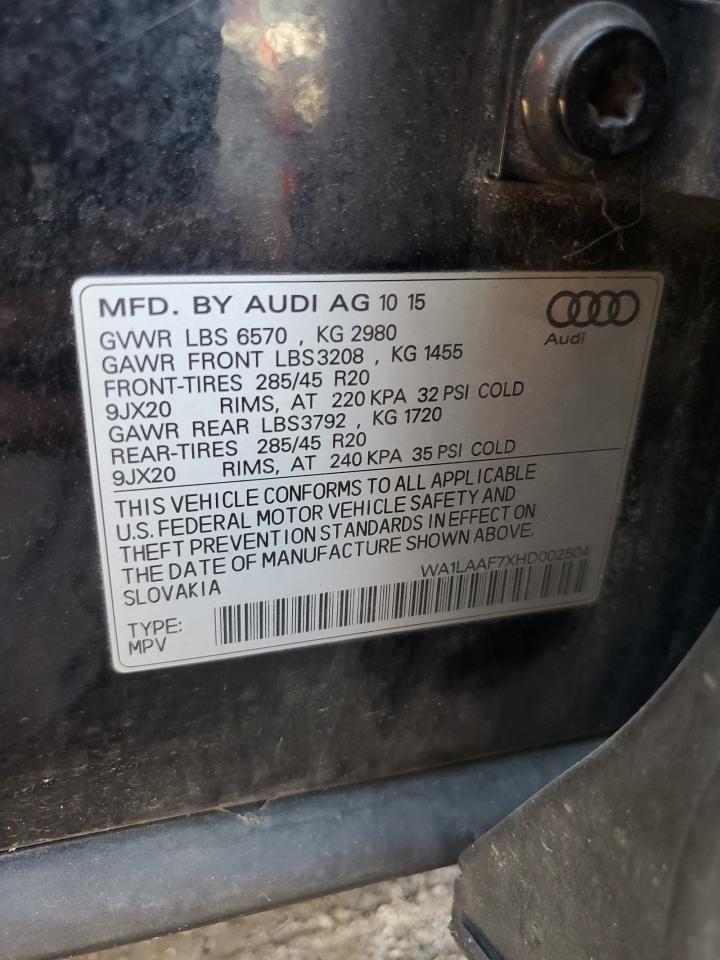 MFD. BY AUDI AG 10 15
Audi
GVWR LBS 6570 , KG 2980
GAWR FRONT LBS3208 , KG 1455
FRONT-TIRES 285/45 R20
9JX20 RIMS, AT 220 KPA 32 PSI COLD
GAWR REAR LBS3792 , KG 1720
REAR-TIRES 285/45 R20
9JX20 RIMS, AT 240 KPA 35 PSI COLD
THIS VEHICLE CONFORMS TO ALL APPLICABLE
U.S. FEDERAL MOTOR VEHICLE SAFETY AND
THEFT PREVENTION STANDARDS IN EFFECT ON
THE DATE OF MANUFACTURE SHOWN ABOVE.
SLOVAKIA
WA1LAAF7XHD002504
TYPE:
MPV